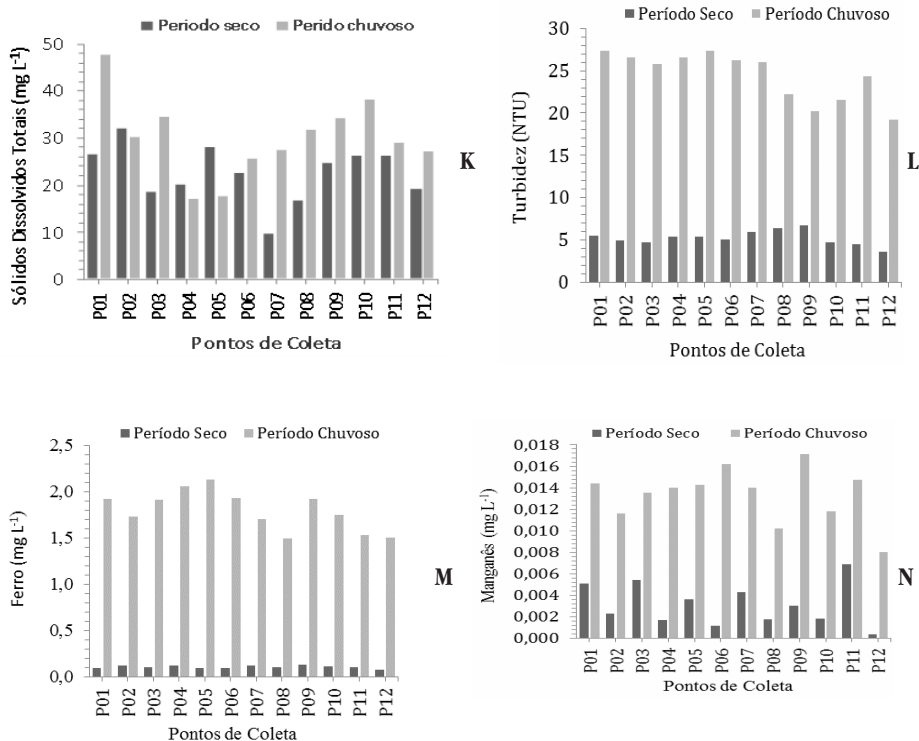 Periodo seco Perido chuvoso
Sólidos Dissolvidos Totais (mg L-1)
50
40
30
20
10
0
P01 P02 P03 P04 P05 P06 P07 P08 P09 P10 P11 P12
Pontos de Coleta
K
Período Seco Período Chuvoso
Turbidez (NTU)
30
25
20
15
10
5
0
P01 P02 P03 P04 P05 P06 P07 P08 P09 P10 P11 P12
Pontos de Coleta
L
Período Seco Período Chuvoso
Ferro (mg L-1)
2,5
2,0
1,5
1,0
0,5
0,0
P01 P02 P03 P04 P05 P06 P07 P08 P09 P10 P11 P12
Pontos de Coleta
M
Período Seco Período Chuvoso
Manganês (mg L-1)
0,018
0,016
0,014
0,012
0,010
0,008
0,006
0,004
0,002
0,000
P01 P02 P03 P04 P05 P06 P07 P08 P09 P10 P11 P12
Pontos de Coleta
N